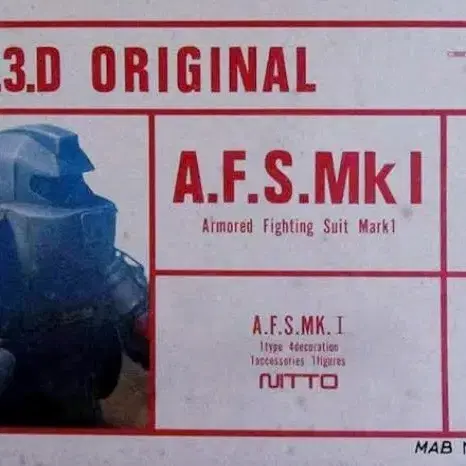 .3.D ORIGINAL
A.F.S.Mk I
Armored Fighting Suit Mark1
A.F.S.MK. I
1type 4decoration
1accessories 1figures
NITTO
MAB